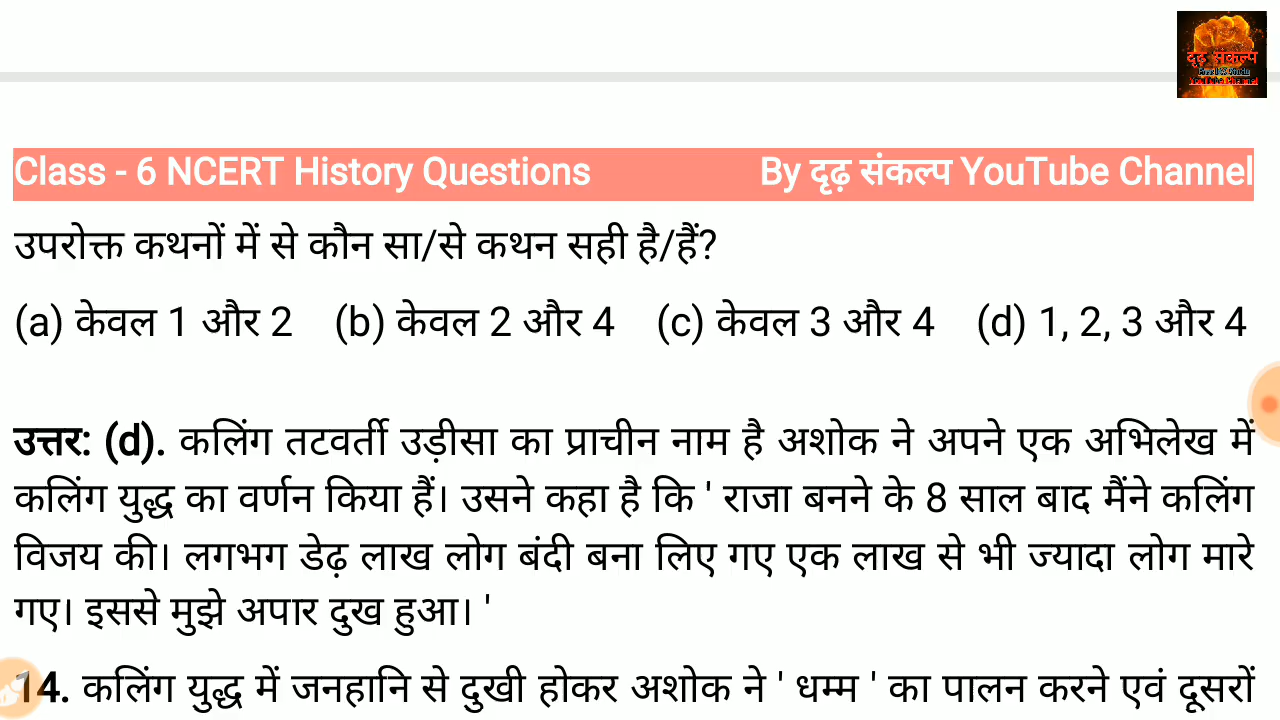 दृढ़ संकल्प
Class - 6 NCERT History Questions By दृढ़ संकल्प YouTube Channel
उपरोक्त कथनों में से कौन सा/से कथन सही है/हैं?
(a) केवल 1 और 2 (b) केवल 2 और 4 (c) केवल 3 और 4 (d) 1, 2, 3 और 4
उत्तर: (d). कलिंग तटवर्ती उड़ीसा का प्राचीन नाम है अशोक ने अपने एक अभिलेख में
कलिंग युद्ध का वर्णन किया हैं। उसने कहा है कि ' राजा बनने के 8 साल बाद मैंने कलिंग
विजय की। लगभग डेढ़ लाख लोग बंदी बना लिए गए एक लाख से भी ज्यादा लोग मारे
गए। इससे मुझे अपार दुख हुआ। '
14. कलिंग युद्ध में जनहानि से दुखी होकर अशोक ने ' धम्म ' का पालन करने एवं दूसरों